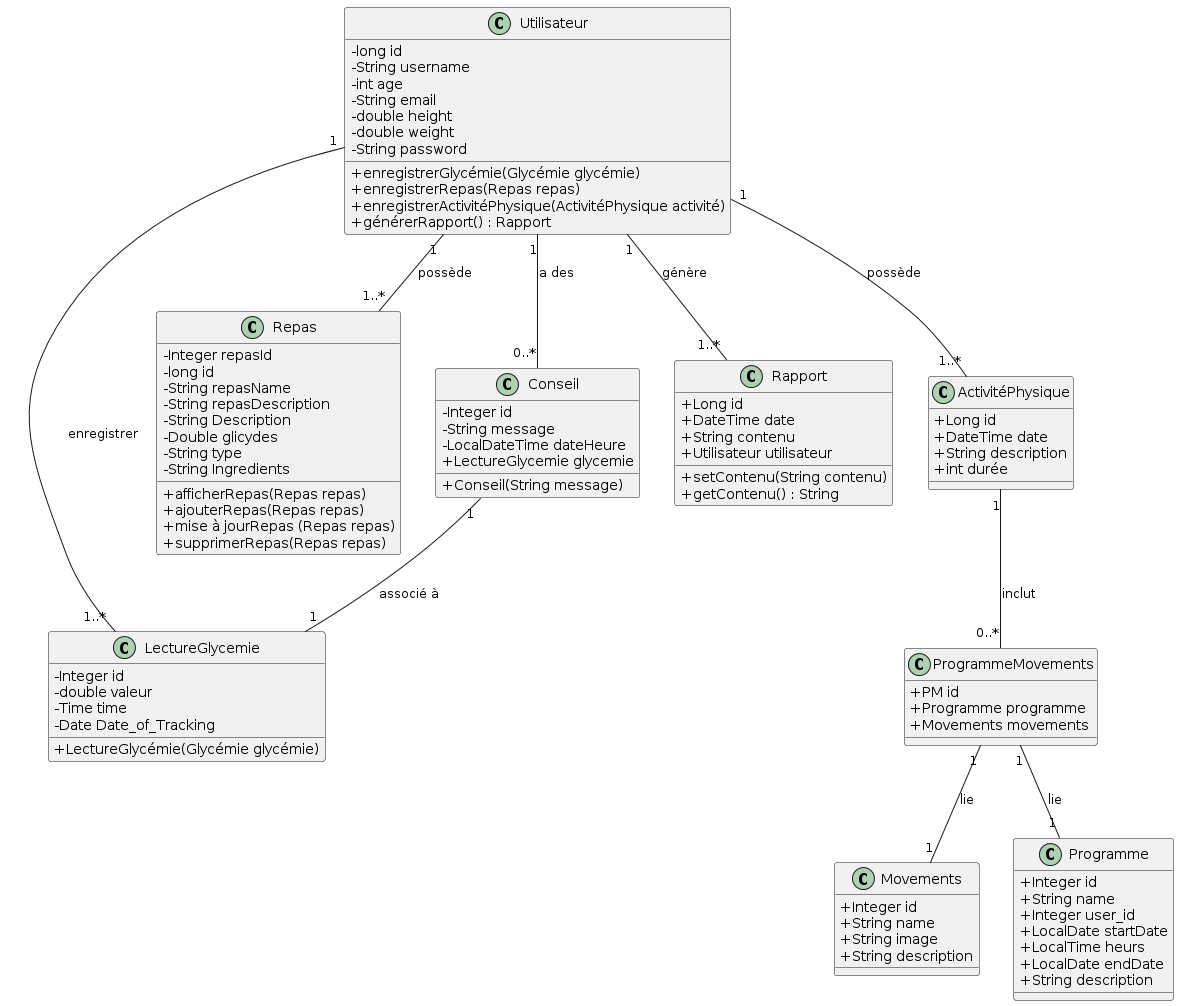 C Utilisateur
-long id
-String username
-int age
-String email
-double height
-double weight
-String password
+enregistrerGlycémie(Glycémie glycémie)
+enregistrerRepas(Repas repas)
+enregistrerActivitéPhysique(ActivitéPhysique activité)
+générerRapport() : Rapport
1
1
1
1
1
possède
a des
génère
possède
1..*
0..*
1..*
1..*
enregistrer
C Repas
-Integer repasId
-long id
-String repasName
-String repasDescription
-String Description
-Double glicydes
-String type
-String Ingredients
+afficherRepas(Repas repas)
+ajouterRepas(Repas repas)
+mise à jourRepas (Repas repas)
+supprimerRepas(Repas repas)
C Conseil
-Integer id
-String message
-LocalDateTime dateHeure
+LectureGlycemie glycemie
+Conseil(String message)
C Rapport
+Long id
+DateTime date
+String contenu
+Utilisateur utilisateur
+setContenu(String contenu)
+getContenu() : String
C ActivitéPhysique
+Long id
+DateTime date
+String description
+int durée
1
associé à
1
1..*
1
inclut
0..*
C LectureGlycemie
-Integer id
-double valeur
-Time time
-Date Date_of_Tracking
+LectureGlycémie(Glycémie glycémie)
C ProgrammeMovements
+PM id
+Programme programme
+Movements movements
1
1
lie
lie
1
1
C Movements
+Integer id
+String name
+String image
+String description
C Programme
+Integer id
+String name
+Integer user_id
+LocalDate startDate
+LocalTime heurs
+LocalDate endDate
+String description